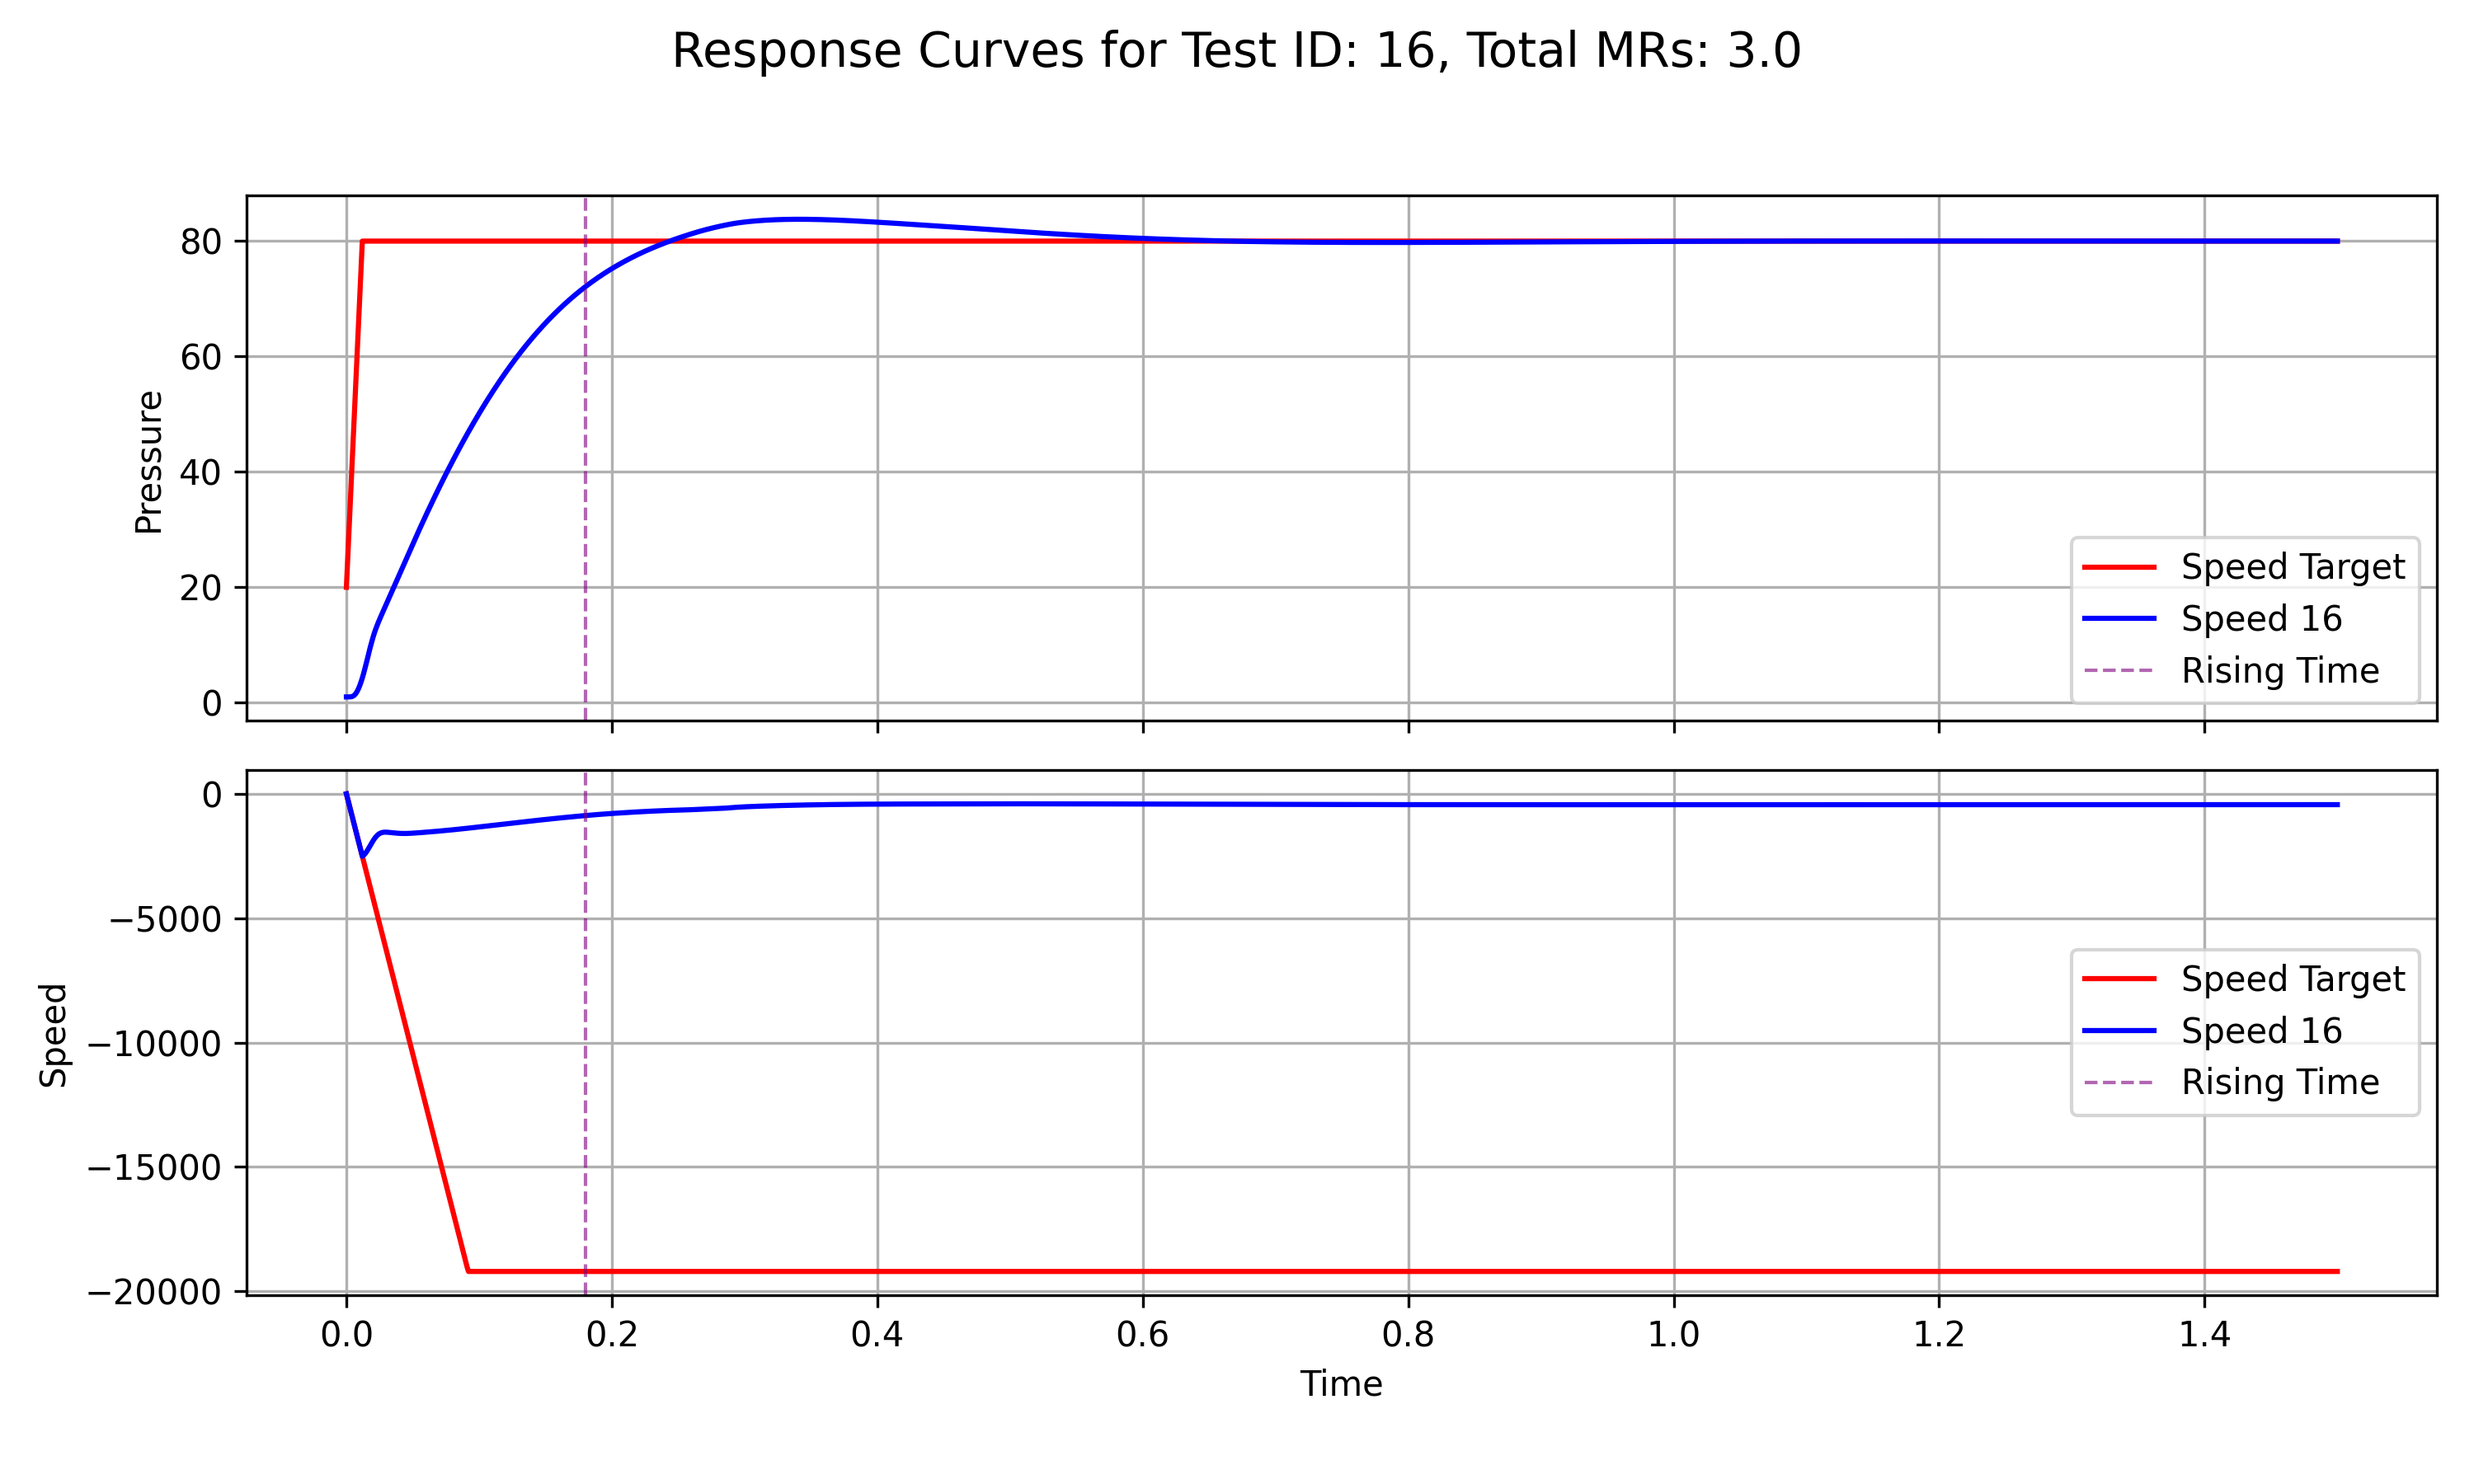 Response Curves for Test ID: 16, Total MRs: 3.0
80
60
40
20
0
Pressure
Speed Target
Speed 16
Rising Time
0
−5000
−10000
−15000
−20000
Speed
Speed Target
Speed 16
Rising Time
0.0 0.2 0.4 0.6 0.8 1.0 1.2 1.4
Time